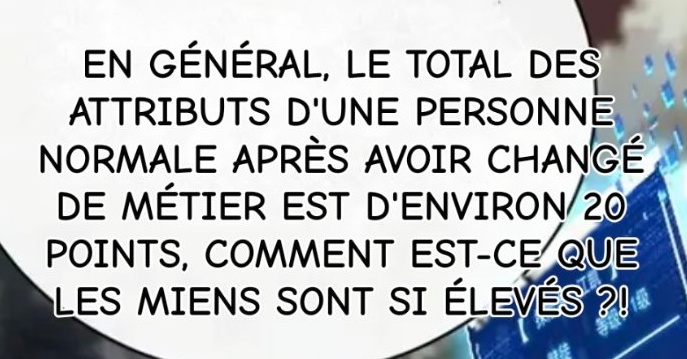 EN GÉNÉRAL, LE TOTAL DES
ATTRIBUTS D'UNE PERSONNE
NORMALE APRÈS AVOIR CHANGÉ
DE MÉTIER EST D'ENVIRON 20
POINTS, COMMENT EST-CE QUE
LES MIENS SONT SI ÉLEVÉS ?!